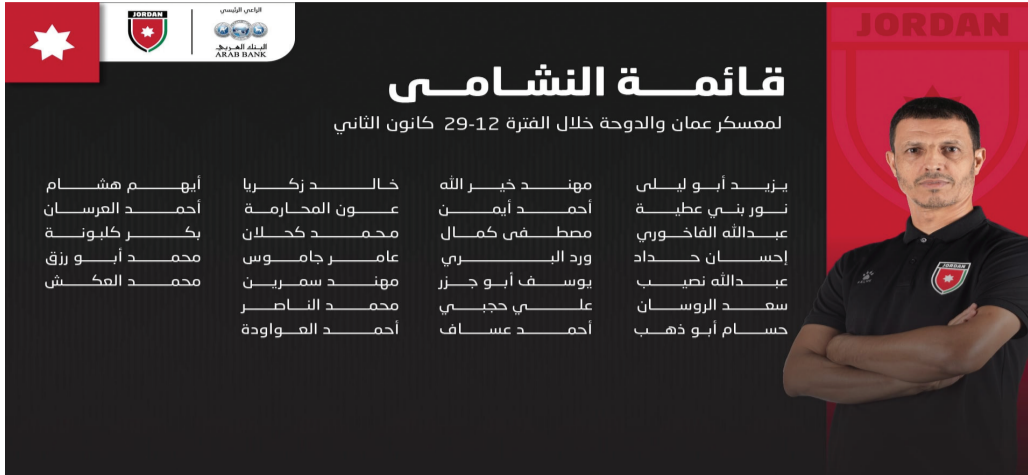 JORDAN
الراعي الرئيسي
البنك العربي
ARAB BANK
JORDAN
قائمة النشامى
لمعسكر عمان والدوحة خلال الفترة 12-29 كانون الثاني
يزيد أبو ليلى
نور بني عطية
عبدالله الفاخوري
إحسان حداد
عبدالله نصيب
سعد الروسان
حسام أبو ذهب
مهند خير الله
أحمد أيمن
مصطفى كمال
ورد البري
يوسف أبو جزر
علي حجبي
أحمد عساف
خالد زكريا
عون المحارمة
محمد كحلان
عامر جاموس
مهند سمرين
محمد الناصر
أحمد العواودة
أيهم هشام
أحمد العرسان
بكر كلبونة
محمد أبو رزق
محمد العكش
JORDAN